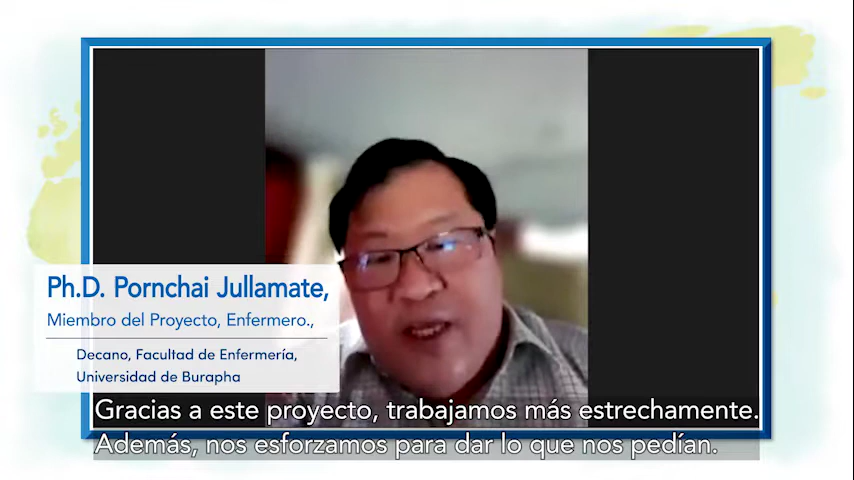 Ph.D. Pornchai Jullamate,
Miembro del Proyecto, Enfermero.,
Decano, Facultad de Enfermería,
Universidad de Burapha
Gracias a este proyecto, trabajamos más estrechamente.
Además, nos esforzamos para dar lo que nos pedían.